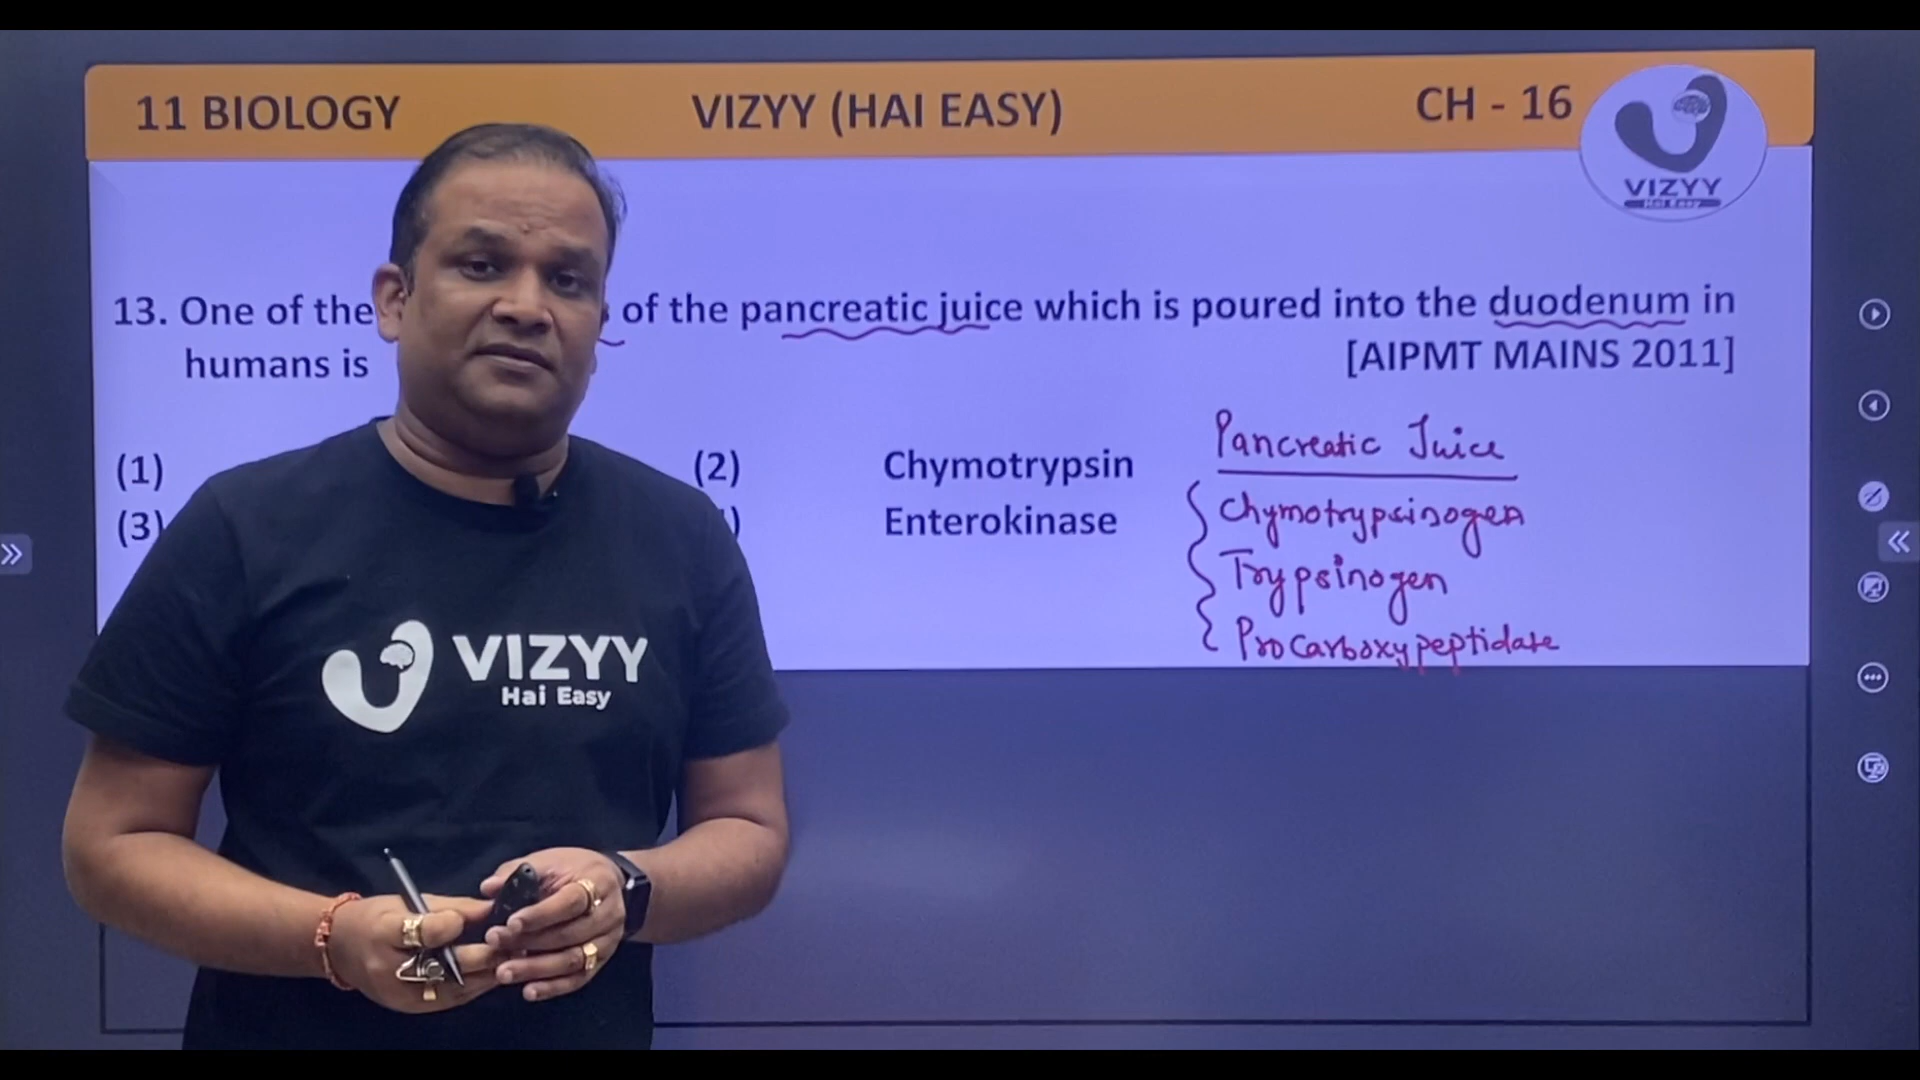 11 BIOLOGY VIZYY (HAI EASY) CH - 16
VIZYY
Hai Easy
13. One of the of the pancreatic juice which is poured into the duodenum in
humans is [AIPMT MAINS 2011]
Pancreatic Juice
(1) (2) Chymotrypsin
(3) ) Enterokinase
Chymotrypsinogen
Trypsinogen
Procarboxypeptidase
VIZYY
Hai Easy